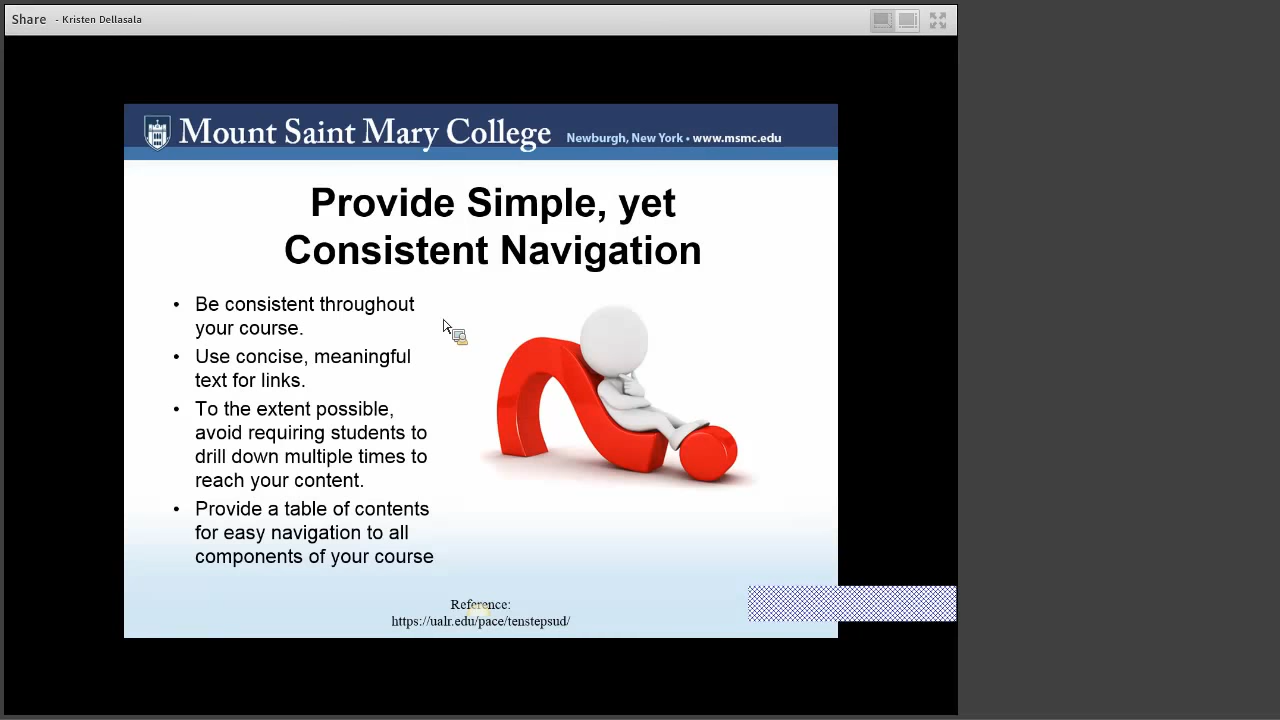 Share - Kristen Dellasala
Mount Saint Mary College Newburgh, New York • www.msmc.edu
Provide Simple, yet
Consistent Navigation
• Be consistent throughout
your course.
• Use concise, meaningful
text for links.
• To the extent possible,
avoid requiring students to
drill down multiple times to
reach your content.
• Provide a table of contents
for easy navigation to all
components of your course
Reference:
https://ualr.edu/pace/tenstepsud/